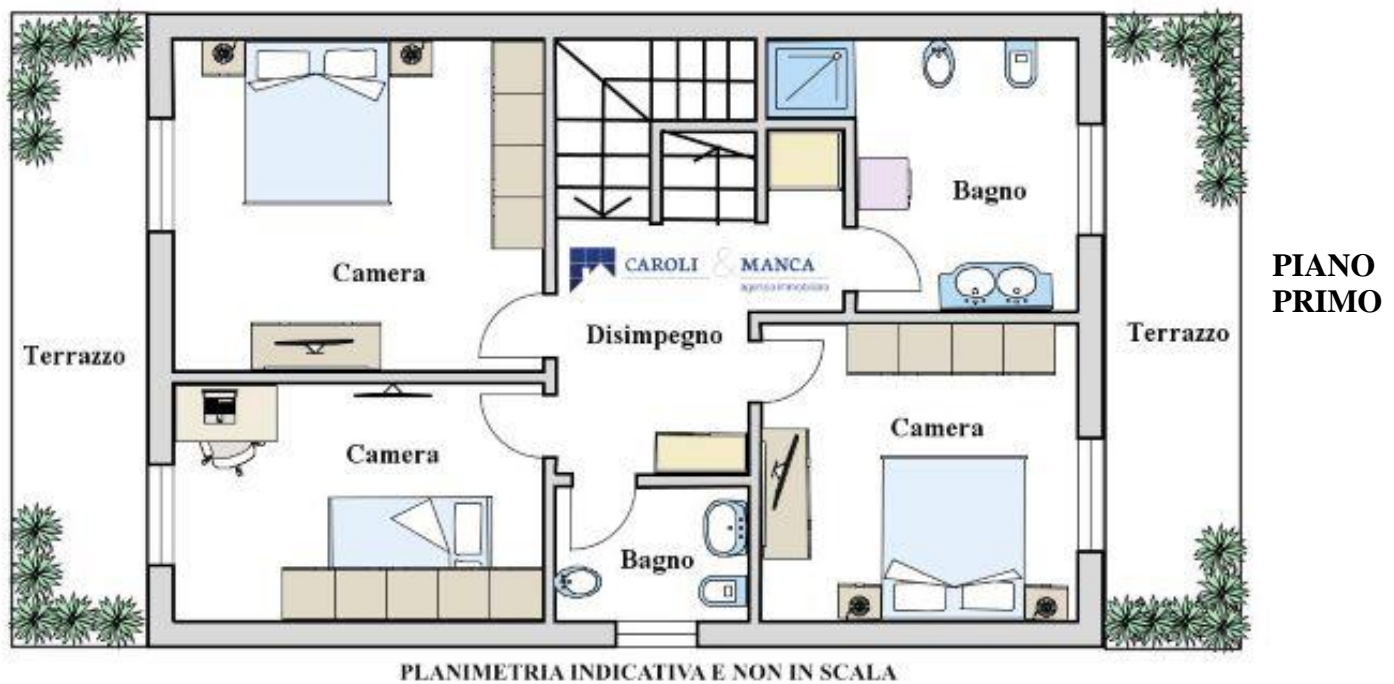 Bagno
CAROLI & MANCA
agenzia immobiliare
Camera
Disimpegno
Terrazzo
Terrazzo
PIANO
PRIMO
Camera
Camera
Bagno
PLANIMETRIA INDICATIVA E NON IN SCALA